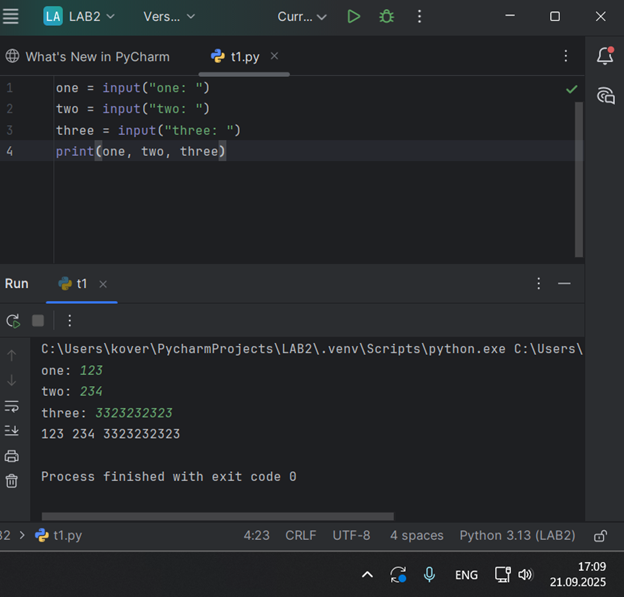 LA LAB2 Vers... Curr...
What's New in PyCharm t1.py
1 one = input("one: ")
2 two = input("two: ")
3 three = input("three: ")
4 print(one, two, three)
Run t1
C:\Users\kover\PycharmProjects\LAB2\.venv\Scripts\python.exe C:\Users\
one: 123
two: 234
three: 3323232323
123 234 3323232323
Process finished with exit code 0
32 > t1.py 4:23 CRLF UTF-8 4 spaces Python 3.13 (LAB2)
ENG 17:09
21.09.2025